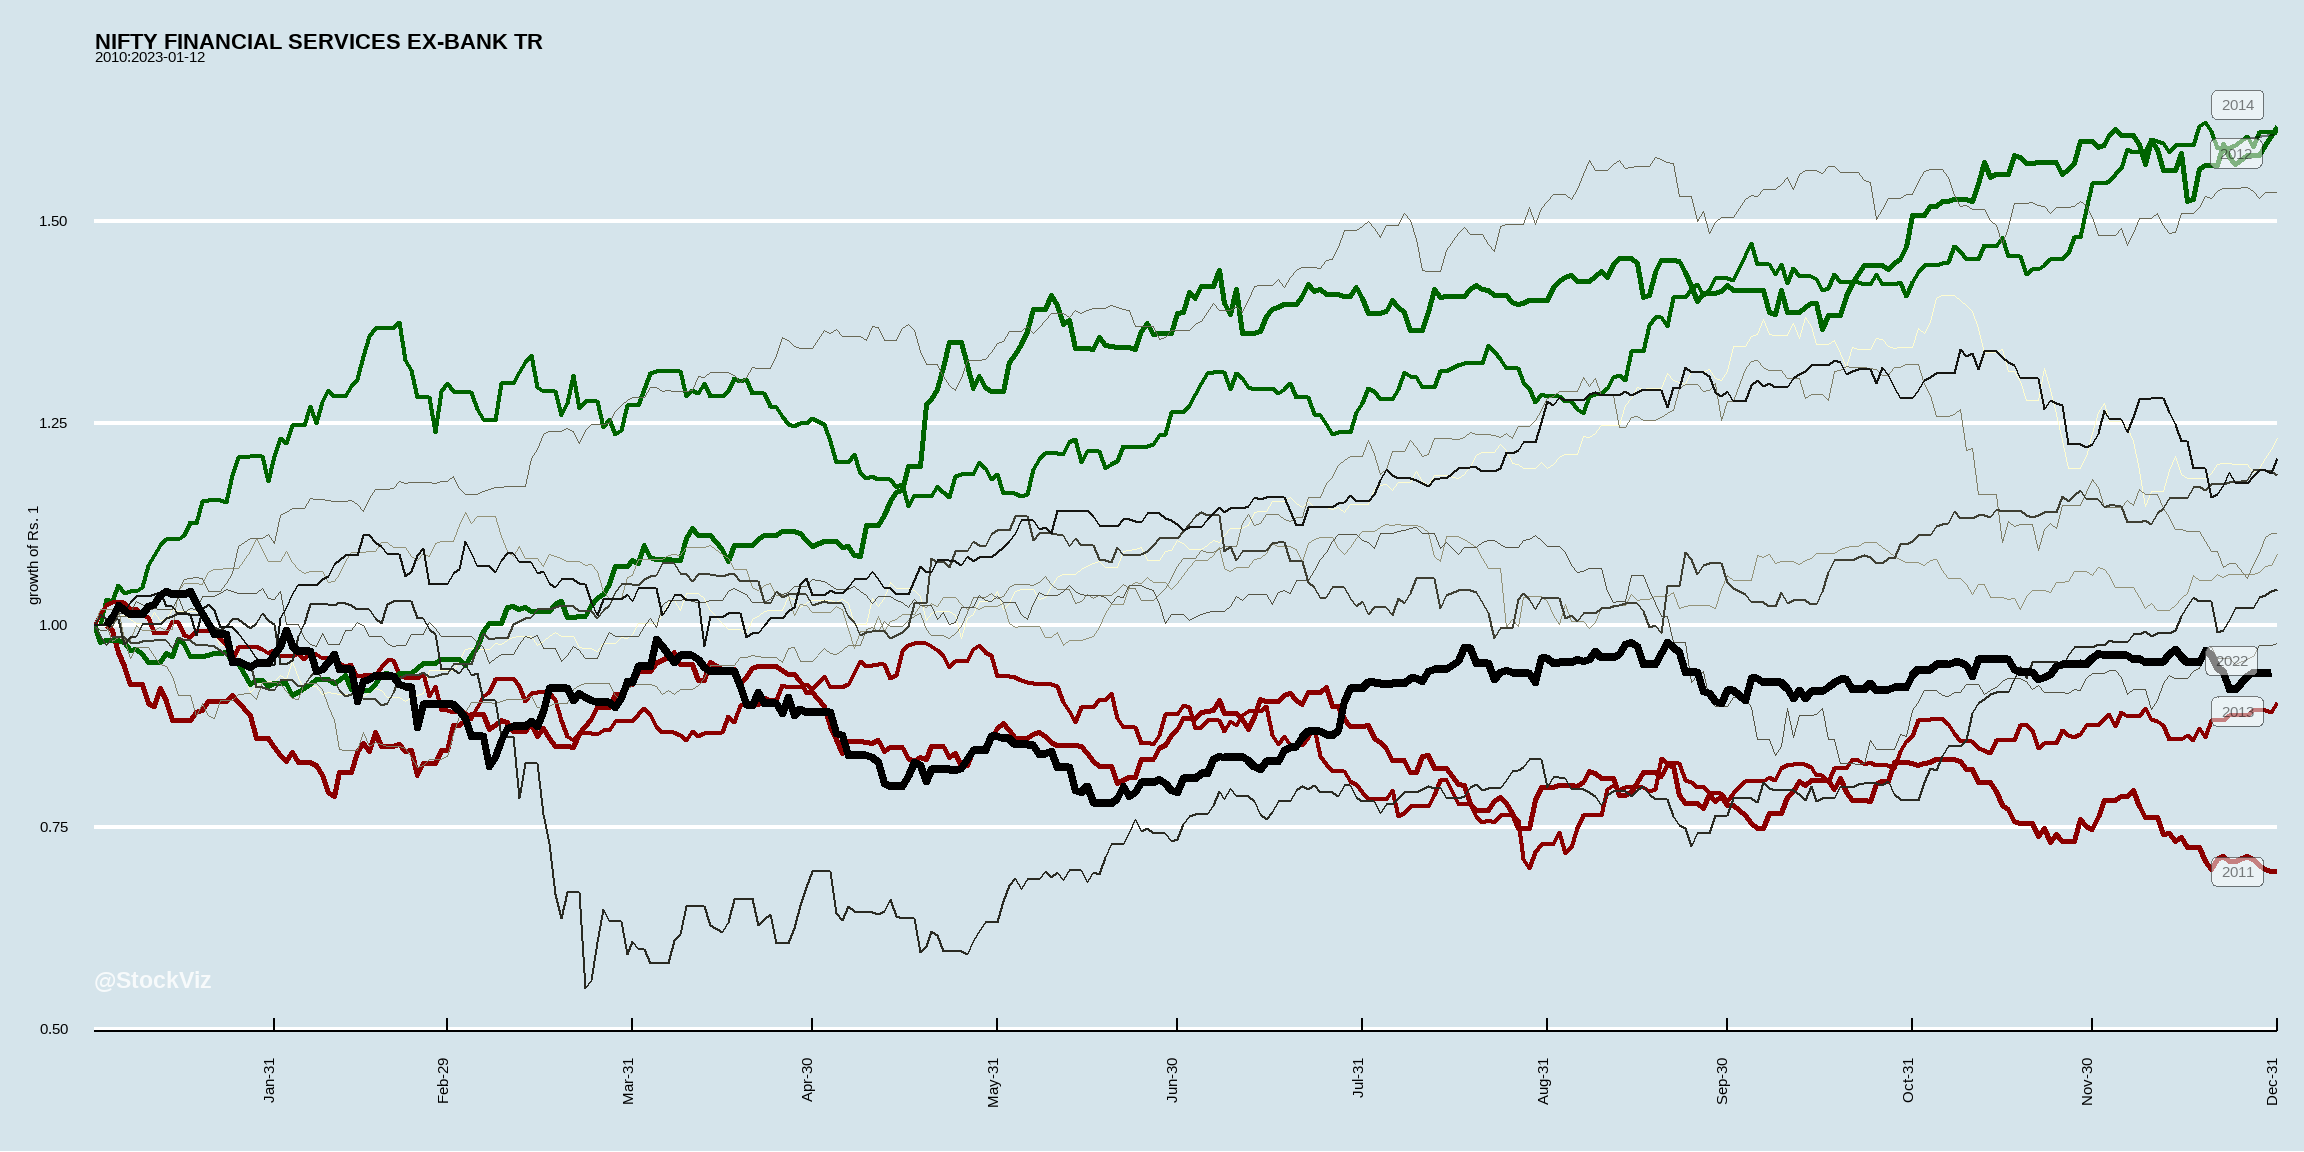 NIFTY FINANCIAL SERVICES EX-BANK TR
2010:2023-01-12
2014
2012
1.50
1.25
growth of Rs. 1
1.00
2022
2013
0.75
2011
@StockViz
0.50
Jan-31
Feb-29
Mar-31
Apr-30
May-31
Jun-30
Jul-31
Aug-31
Sep-30
Oct-31
Nov-30
Dec-31